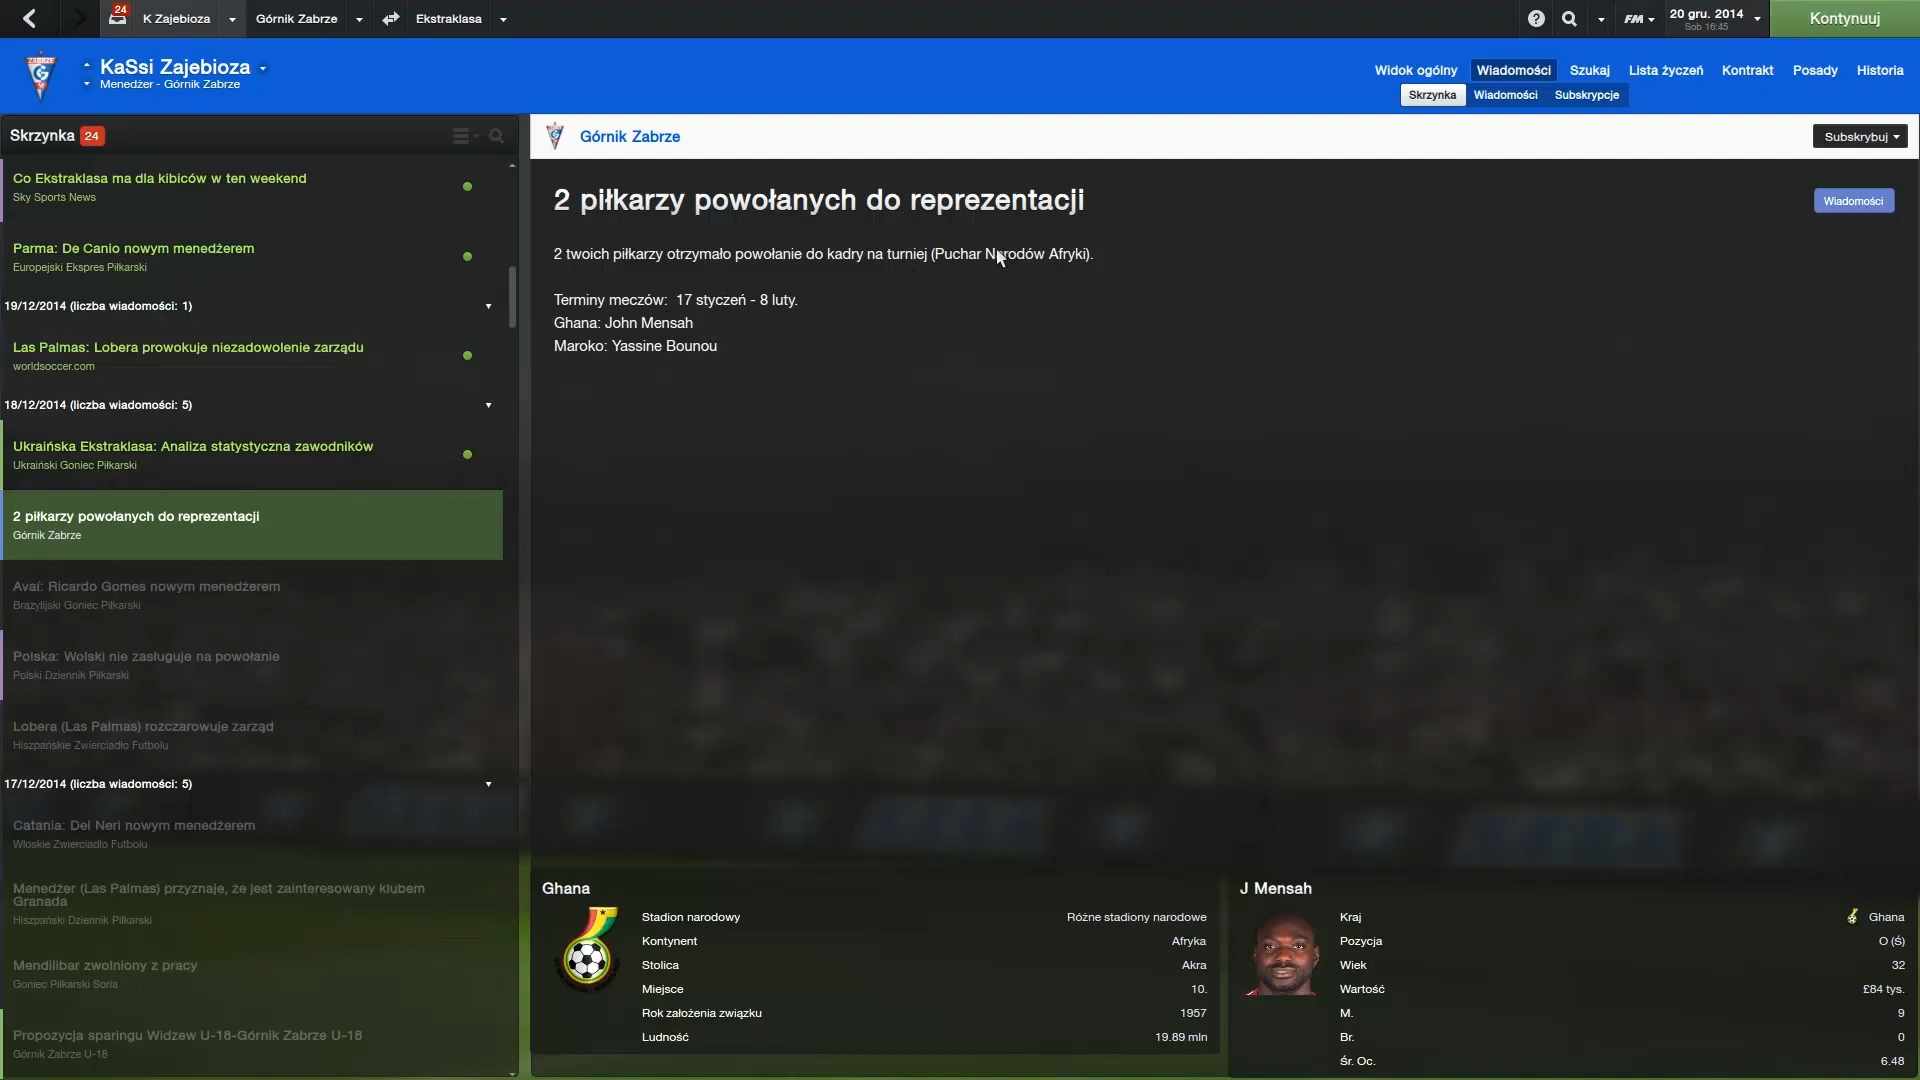 24
K Zajebioza
Górnik Zabrze
Ekstraklasa
?
FM
20 gru. 2014
Sob 16:45
Kontynuuj
KaSsi Zajebioza
Menedżer - Górnik Zabrze
Widok ogólny
Wiadomości
Szukaj
Lista życzeń
Kontrakt
Posady
Historia
Skrzynka
Wiadomości
Subskrypcje
Skrzynka 24
Górnik Zabrze
Subskrybuj
Co Ekstraklasa ma dla kibiców w ten weekend
Sky Sports News
Parma: De Canio nowym menedżerem
Europejski Ekspres Piłkarski
19/12/2014 (liczba wiadomości: 1)
Las Palmas: Lobera prowokuje niezadowolenie zarządu
worldsoccer.com
18/12/2014 (liczba wiadomości: 5)
Ukraińska Ekstraklasa: Analiza statystyczna zawodników
Ukraiński Goniec Piłkarski
2 piłkarzy powołanych do reprezentacji
Górnik Zabrze
Avaí: Ricardo Gomes nowym menedżerem
Brazylijski Goniec Piłkarski
Polska: Wolski nie zasługuje na powołanie
Polski Dziennik Piłkarski
Lobera (Las Palmas) rozczarowuje zarząd
Hiszpańskie Zwierciadło Futbolu
17/12/2014 (liczba wiadomości: 5)
Catania: Del Neri nowym menedżerem
Włoskie Zwierciadło Futbolu
Menedżer (Las Palmas) przyznaje, że jest zainteresowany klubem
Granada
Hiszpański Dziennik Piłkarski
Mendilibar zwolniony z pracy
Goniec Piłkarski Soria
Propozycja sparingu Widzew U-18-Górnik Zabrze U-18
Górnik Zabrze U-18
2 piłkarzy powołanych do reprezentacji
Wiadomości
2 twoich piłkarzy otrzymało powołanie do kadry na turniej (Puchar Narodów Afryki).
Terminy meczów: 17 styczeń - 8 luty.
Ghana: John Mensah
Maroko: Yassine Bounou
Ghana
Stadion narodowy Różne stadiony narodowe
Kontynent Afryka
Stolica Akra
Miejsce 10.
Rok założenia związku 1957
Ludność 19.89 mln
J Mensah
Kraj Ghana
Pozycja O (Ś)
Wiek 32
Wartość £84 tys.
M. 9
Br. 0
Śr. Oc. 6.48